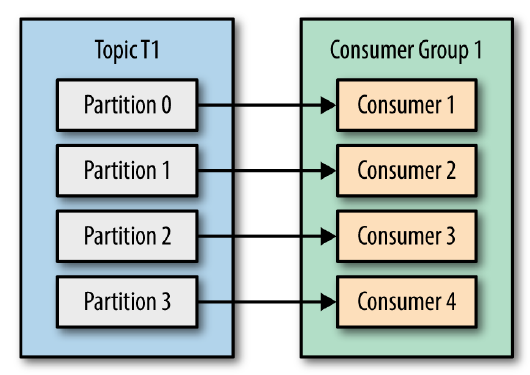 Topic T1
Partition 0
Partition 1
Partition 2
Partition 3
Consumer Group 1
Consumer 1
Consumer 2
Consumer 3
Consumer 4